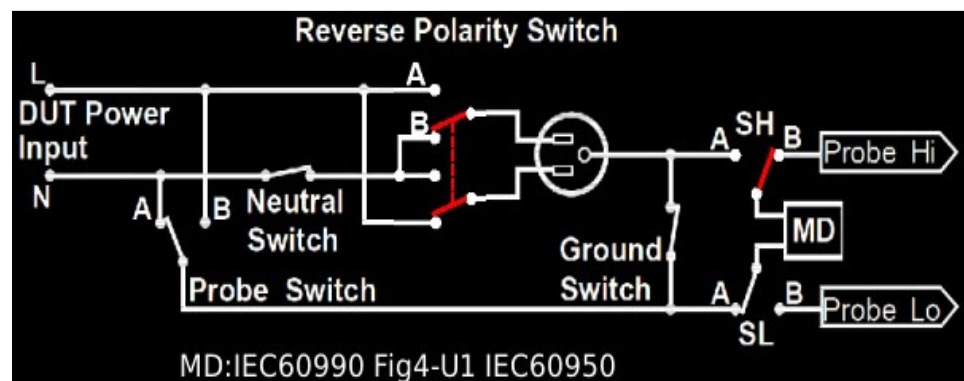 Reverse Polarity Switch
L
A
DUT Power
Input
B
N
A
B
Neutral
Switch
Probe Switch
Ground
Switch
A
SH
B
Probe Hi
MD
A
B
Probe Lo
SL
MD:IEC60990 Fig4-U1 IEC60950